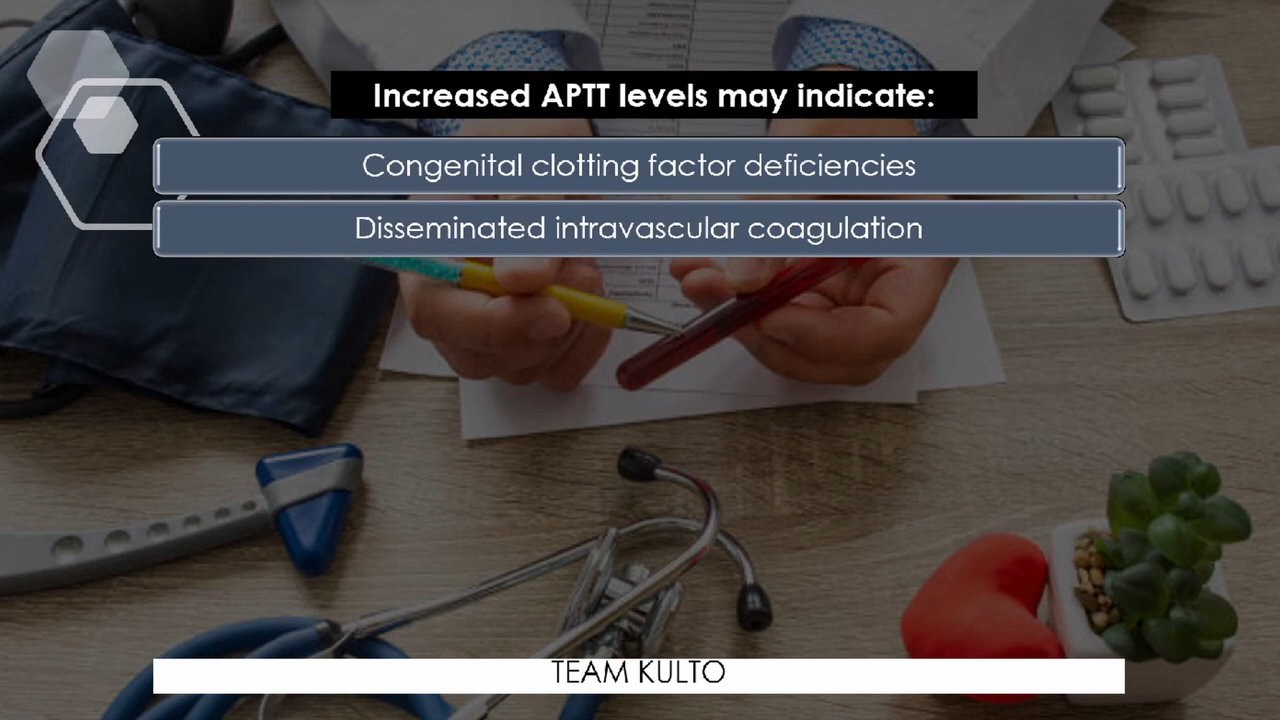 Increased APTT levels may indicate:
Congenital clotting factor deficiencies
Disseminated intravascular coagulation
TEAM KULTO